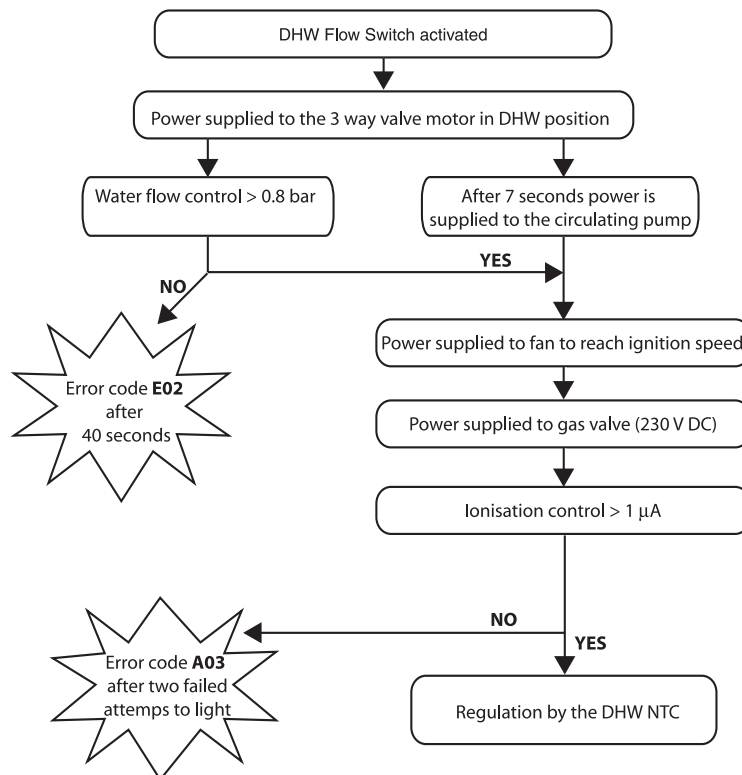 DHW Flow Switch activated
Power supplied to the 3 way valve motor in DHW position
Water flow control > 0.8 bar
After 7 seconds power is
supplied to the circulating pump
YES
NO
Power supplied to fan to reach ignition speed
Error code E02
after
40 seconds
Power supplied to gas valve (230 V DC)
Ionisation control > 1 μA
NO
YES
Error code A03
after two failed
attemps to light
Regulation by the DHW NTC